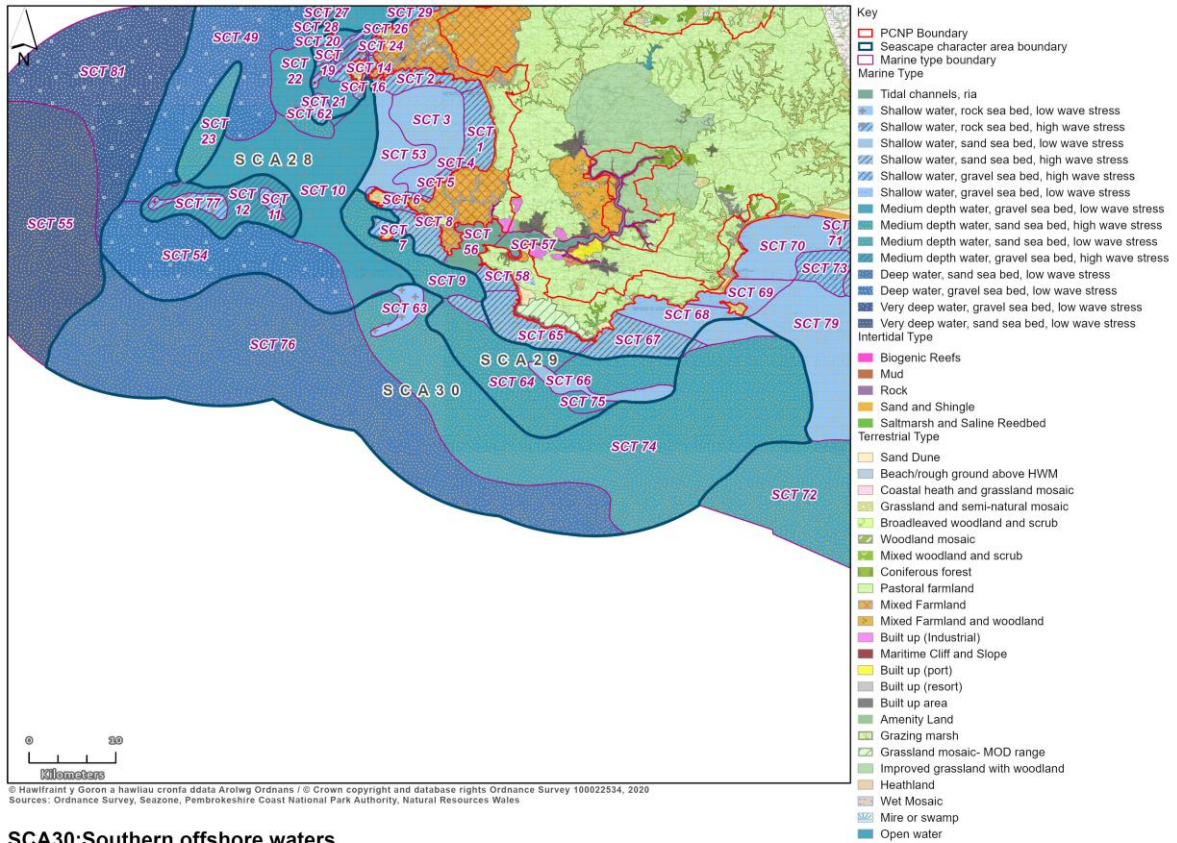 N
SCT 27
SCT 29
SCT 28
SCT 26
SCT 49
SCT 20
SCT 24
SCT 81
SCT 22
SCT 19
SCT 14
SCT 2
SCT 16
SCT 21
SCT 62
SCT 3
SCT 1
SCT 23
SCA28
SCT 53
SCT 4
SCT 5
SCT 10
SCT 6
SCT 77
SCT 12
SCT 11
SCT 8
SCT 7
SCT 56
SCT 57
SCT 55
SCT 54
SCT 9
SCT 58
SCT 70
SCT 71
SCT 73
SCT 69
SCT 63
SCT 68
SCT 79
SCT 65
SCT 67
SCT 76
SCA29
SCT 64
SCT 66
SCA30
SCT 75
SCT 74
SCT 72
0 10
Kilometers
Key
PCNP Boundary
Seascape character area boundary
Marine type boundary
Marine Type
Tidal channels, ria
Shallow water, rock sea bed, low wave stress
Shallow water, rock sea bed, high wave stress
Shallow water, sand sea bed, low wave stress
Shallow water, sand sea bed, high wave stress
Shallow water, gravel sea bed, high wave stress
Shallow water, gravel sea bed, low wave stress
Medium depth water, gravel sea bed, low wave stress
Medium depth water, sand sea bed, high wave stress
Medium depth water, sand sea bed, low wave stress
Medium depth water, gravel sea bed, high wave stress
Deep water, sand sea bed, low wave stress
Deep water, gravel sea bed, low wave stress
Very deep water, gravel sea bed, low wave stress
Very deep water, sand sea bed, low wave stress
Intertidal Type
Biogenic Reefs
Mud
Rock
Sand and Shingle
Saltmarsh and Saline Reedbed
Terrestrial Type
Sand Dune
Beach/rough ground above HWM
Coastal heath and grassland mosaic
Grassland and semi-natural mosaic
Broadleaved woodland and scrub
Woodland mosaic
Mixed woodland and scrub
Coniferous forest
Pastoral farmland
Mixed Farmland
Mixed Farmland and woodland
Built up (Industrial)
Maritime Cliff and Slope
Built up (port)
Built up (resort)
Built up area
Amenity Land
Grazing marsh
Grassland mosaic- MOD range
Improved grassland with woodland
Heathland
Wet Mosaic
Mire or swamp
Open water
© Hawlfraint y Goron a hawliau cronfa ddata Arolwg Ordnans / © Crown copyright and database rights Ordnance Survey 100022534, 2020
Sources: Ordnance Survey, Seazone, Pembrokeshire Coast National Park Authority, Natural Resources Wales
SCA30:Southern offshore waters